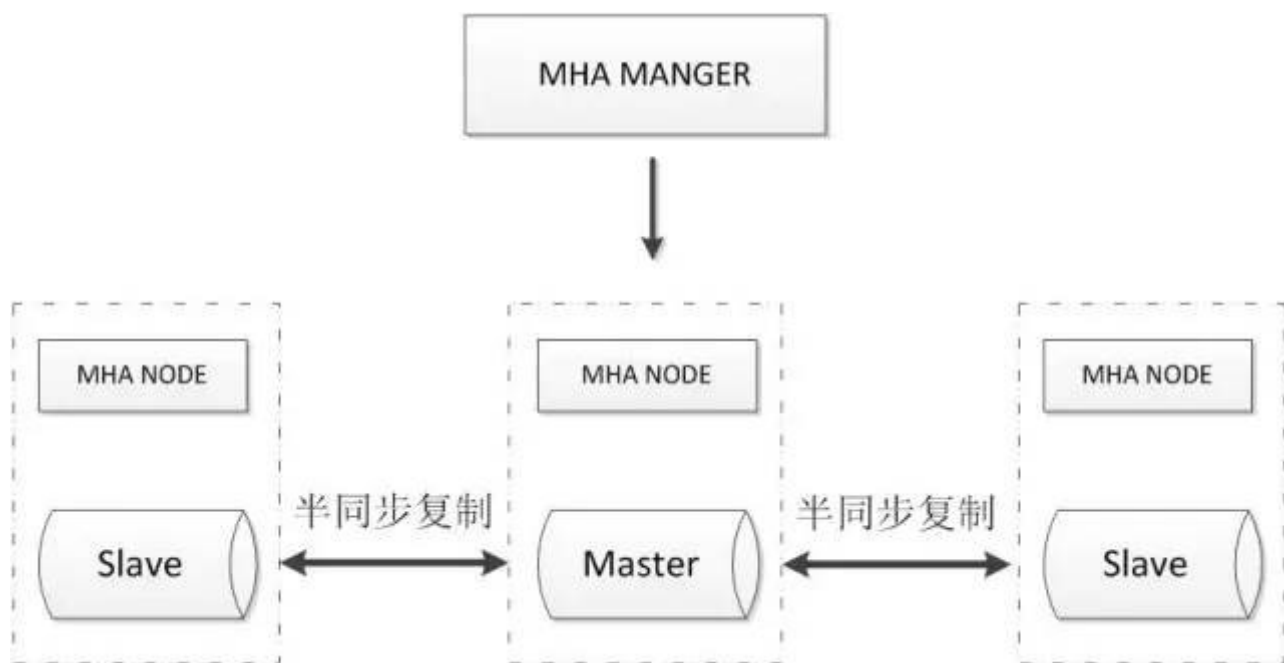 MHA MANGER
MHA NODE
MHA NODE
MHA NODE
半同步复制
半同步复制
Slave
Master
Slave